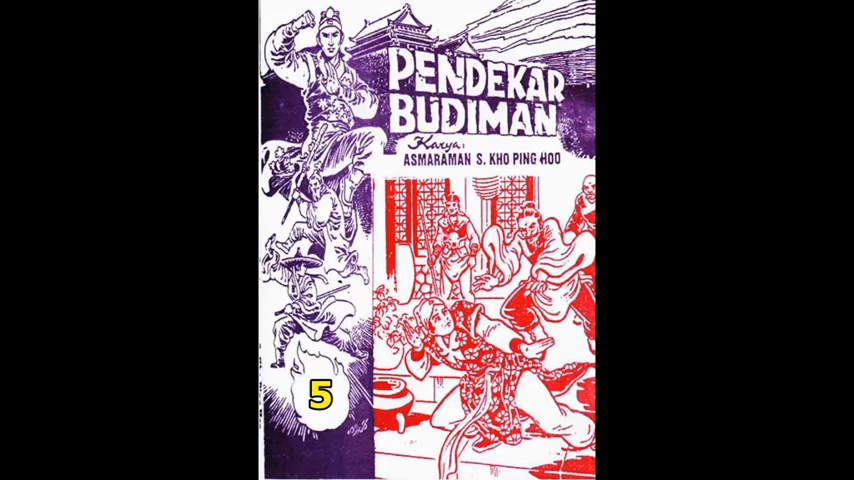 PENDEKAR
BUDIMAN
Karya:
ASMARAMAN S. KHO PING HOO
5